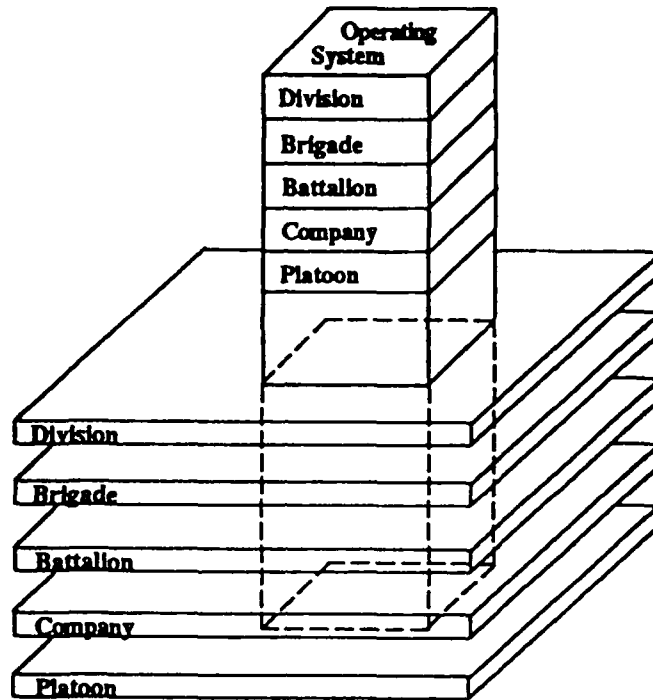 Operating
System
Division
Brigade
Battalion
Company
Platoon
Division
Brigade
Battalion
Company
Platoon